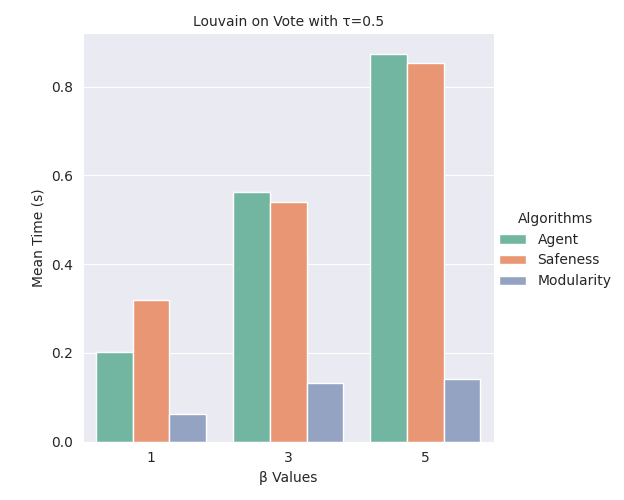 Louvain on Vote with τ=0.5
Mean Time (s)
0.8
0.6
0.4
0.2
0.0
1 3 5
β Values
Algorithms
Agent
Safeness
Modularity